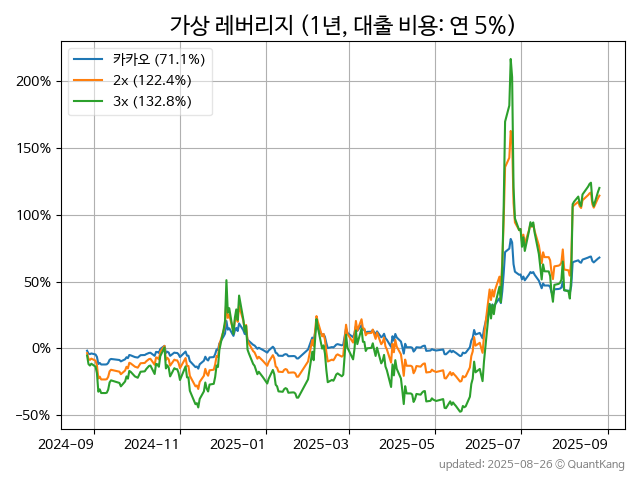 가상 레버리지 (1년, 대출 비용: 연 5%)
카카오 (71.1%)
2x (122.4%)
3x (132.8%)
200%
150%
100%
50%
0%
−50%
2024-09 2024-11 2025-01 2025-03 2025-05 2025-07 2025-09
updated: 2025-08-26 © QuantKang